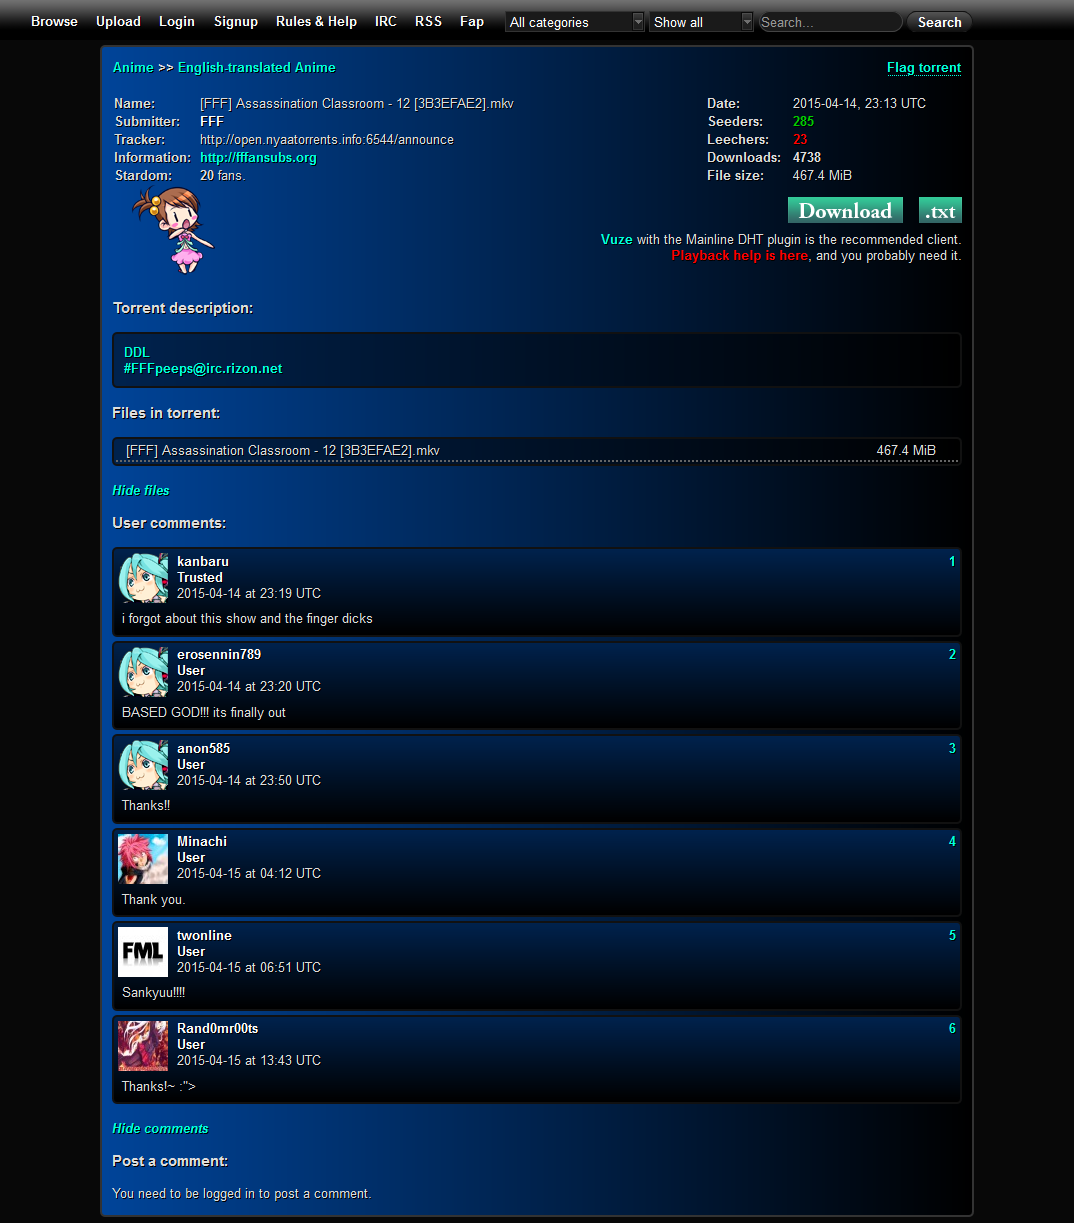 Browse Upload Login Signup Rules & Help IRC RSS Fap All categories Show all Search... Search
Anime >> English-translated Anime Flag torrent
Name: [FFF] Assassination Classroom - 12 [3B3EFAE2].mkv Date: 2015-04-14, 23:13 UTC
Submitter: FFF Seeders: 285
Tracker: http://open.nyaatorrents.info:6544/announce Leechers: 23
Information: http://fffansubs.org Downloads: 4738
Stardom: 20 fans. File size: 467.4 MiB
Download .txt
Vuze with the Mainline DHT plugin is the recommended client.
Playback help is here, and you probably need it.
Torrent description:
DDL
#FFFpeeps@irc.rizon.net
Files in torrent:
[FFF] Assassination Classroom - 12 [3B3EFAE2].mkv 467.4 MiB
Hide files
User comments:
kanbaru 1
Trusted
2015-04-14 at 23:19 UTC
i forgot about this show and the finger dicks
erosennin789 2
User
2015-04-14 at 23:20 UTC
BASED GOD!!! its finally out
anon585 3
User
2015-04-14 at 23:50 UTC
Thanks!!
Minachi 4
User
2015-04-15 at 04:12 UTC
Thank you.
FML
twonline 5
User
2015-04-15 at 06:51 UTC
Sankyuu!!!!
Rand0mr00ts 6
User
2015-04-15 at 13:43 UTC
Thanks!~ :">
Hide comments
Post a comment:
You need to be logged in to post a comment.